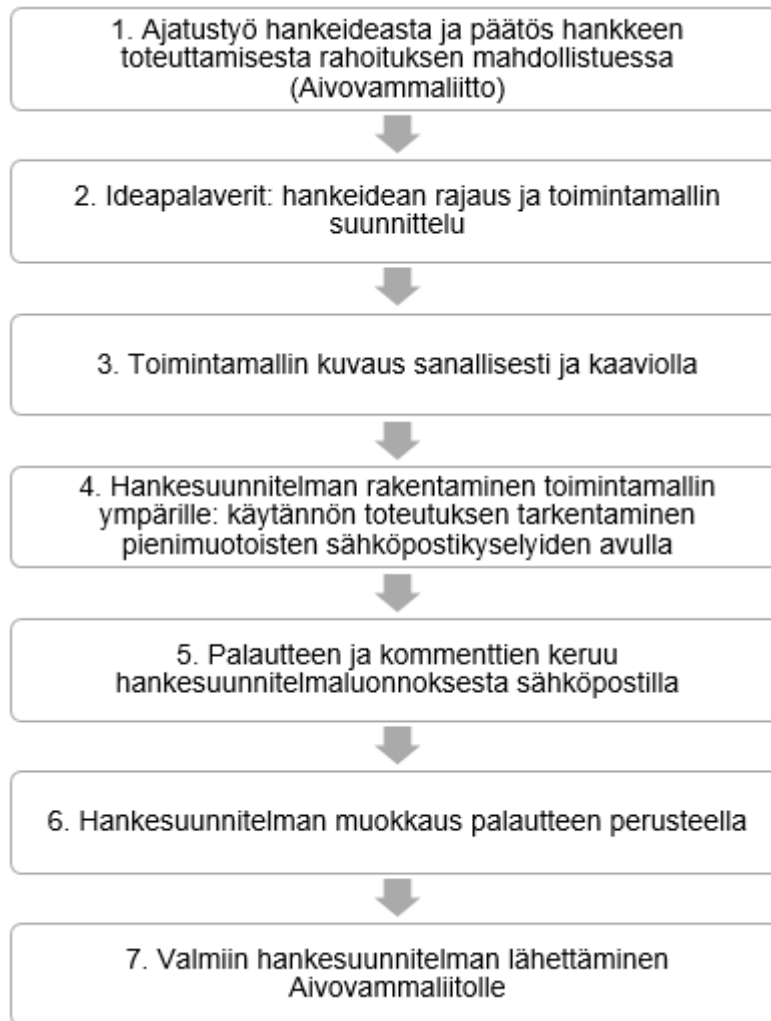 1. Ajatustyö hankeideasta ja päätös hankkeen
toteuttamisesta rahoituksen mahdollistuessa
(Aivovammaliitto)
2. Ideapalaverit: hankeidean rajaus ja toimintamallin
suunnittelu
3. Toimintamallin kuvaus sanallisesti ja kaaviolla
4. Hankesuunnitelman rakentaminen toimintamallin
ympärille: käytännön toteutuksen tarkentaminen
pienimuotoisten sähköpostikyselyiden avulla
5. Palautteen ja kommenttien keruu
hankesuunnitelmaluonnoksesta sähköpostilla
6. Hankesuunnitelman muokkaus palautteen perusteella
7. Valmiin hankesuunnitelman lähettäminen
Aivovammaliitolle